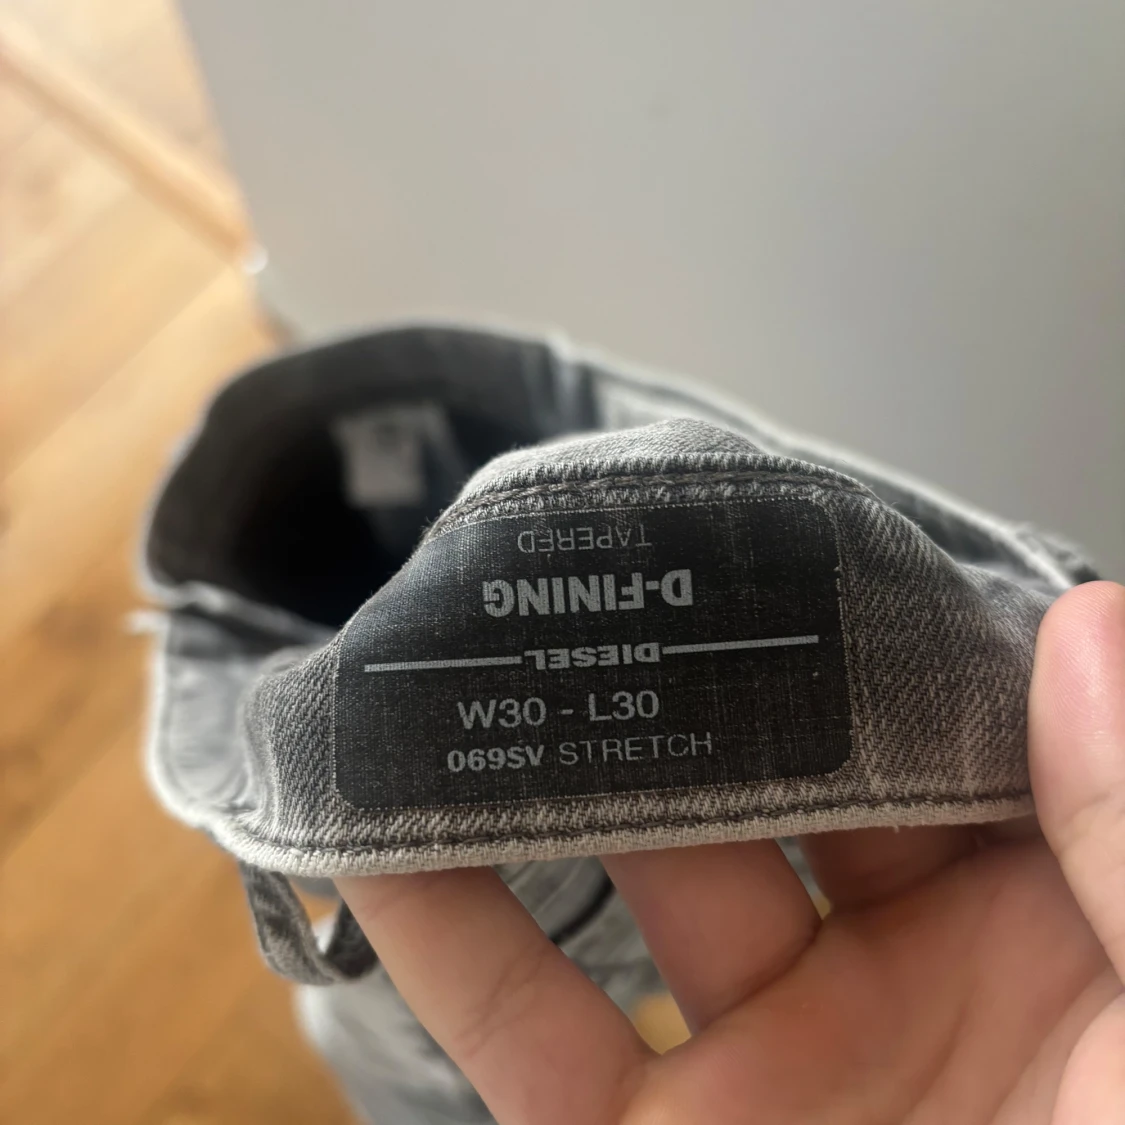 TAPERED
D-FINING
DIESEL
W30 - L30
069SV STRETCH